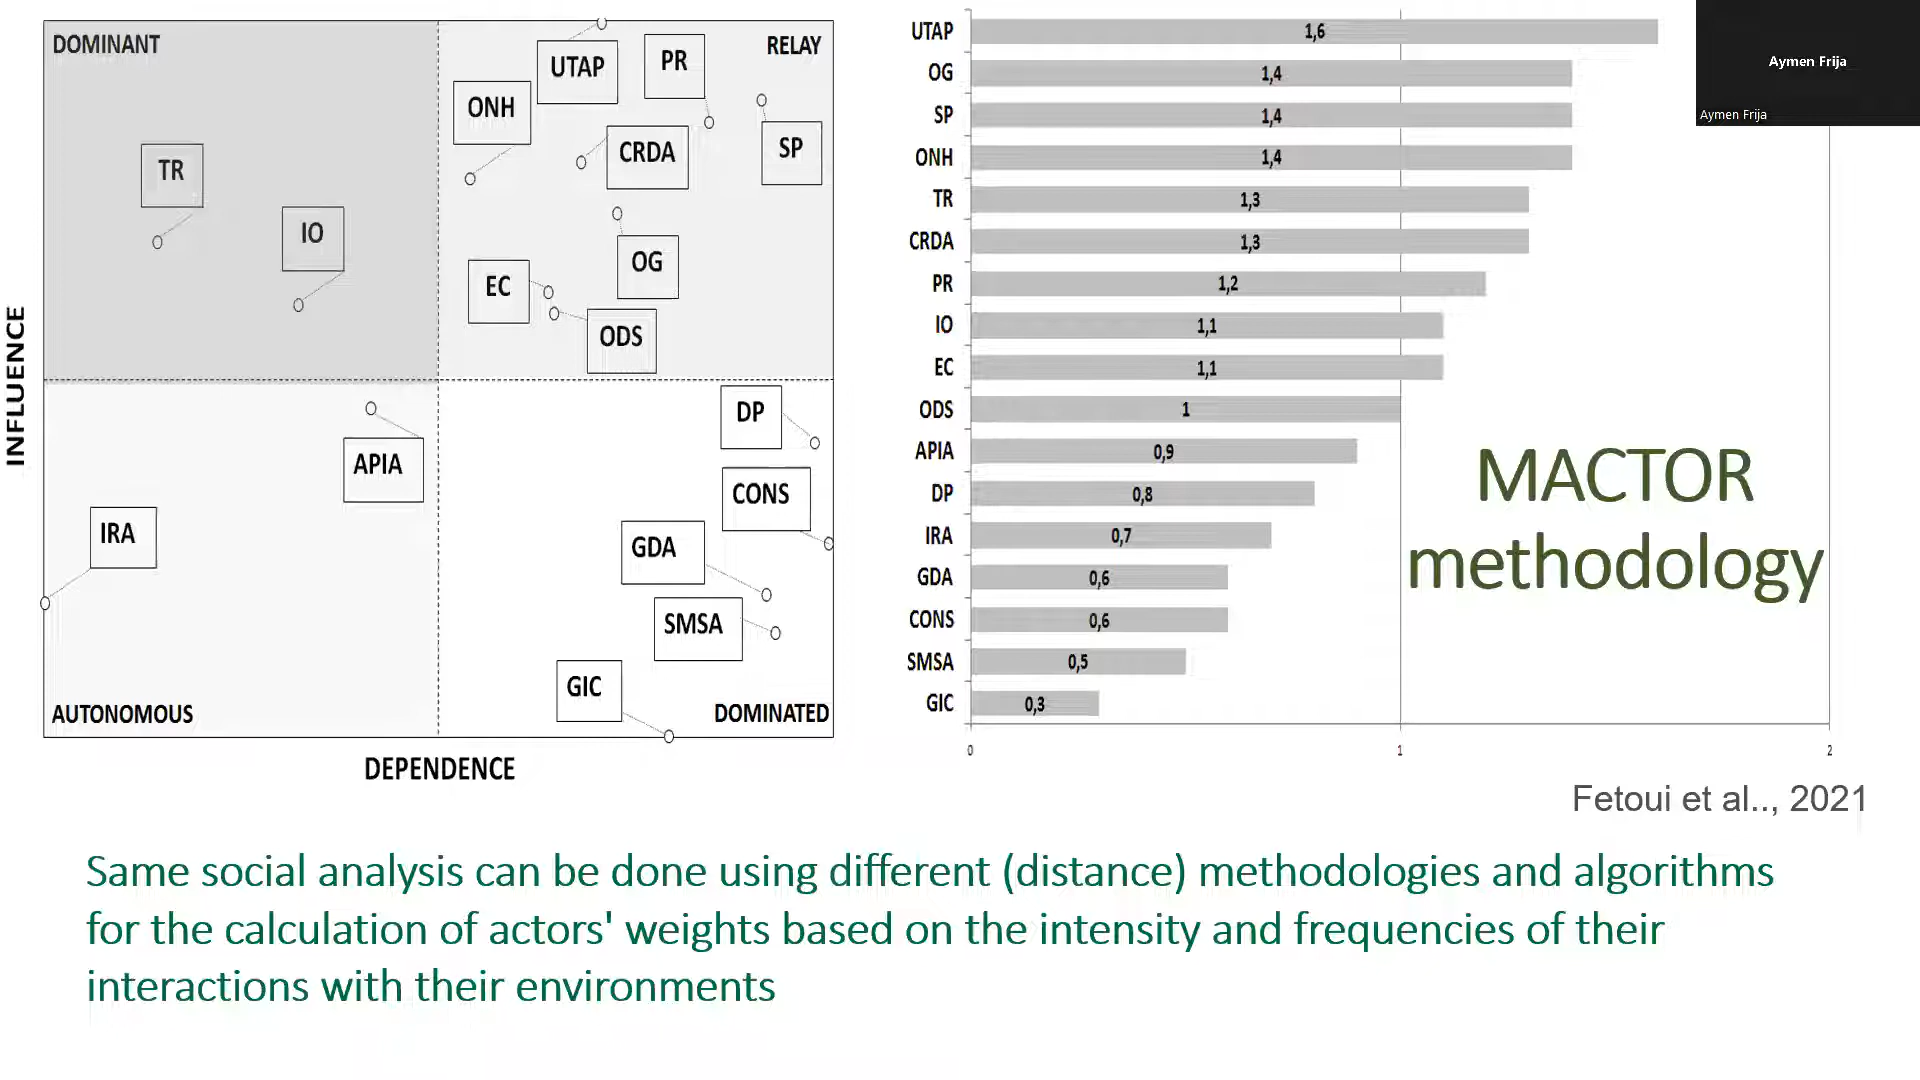 DOMINANT
RELAY
UTAP
PR
ONH
CRDA
SP
TR
IO
OG
EC
ODS
INFLUENCE
DP
APIA
CONS
IRA
GDA
SMSA
GIC
AUTONOMOUS
DOMINATED
DEPENDENCE
UTAP 1,6
OG 1,4
SP 1,4
ONH 1,4
TR 1,3
CRDA 1,3
PR 1,2
IO 1,1
EC 1,1
ODS 1
APIA 0,9
DP 0,8
IRA 0,7
GDA 0,6
CONS 0,6
SMSA 0,5
GIC 0,3
0 1 2
Aymen Frija
Aymen Frija
MACTOR
methodology
Fetoui et al.., 2021
Same social analysis can be done using different (distance) methodologies and algorithms
for the calculation of actors' weights based on the intensity and frequencies of their
interactions with their environments